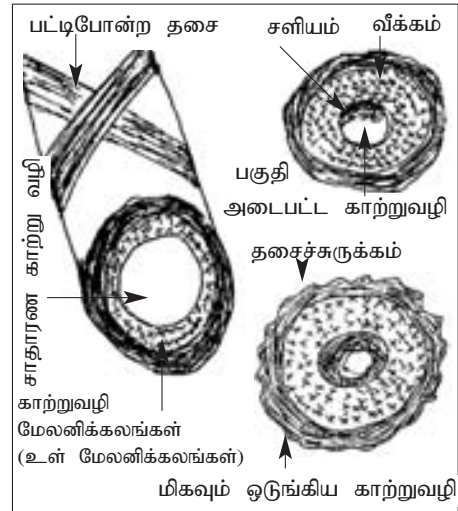 பட்டிபோன்ற தசை
சளியம்
வீக்கம்
பகுதி
அடைபட்ட காற்றுவழி
சாதாரண காற்று வழி
தசைச்சுருக்கம்
காற்றுவழி
மேலனிக்கலங்கள்
(உள் மேலனிக்கலங்கள்)
மிகவும் ஒடுங்கிய காற்றுவழி